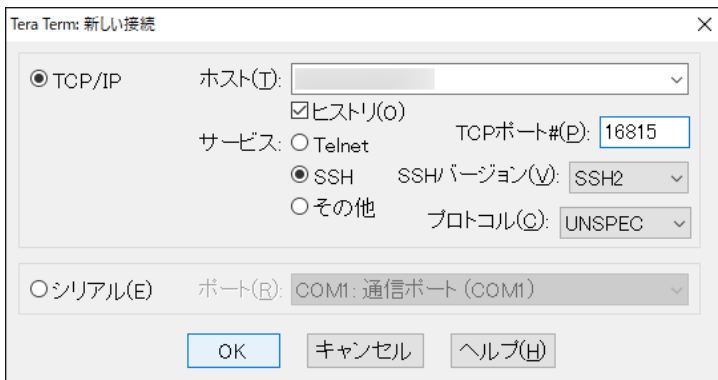 Tera Term: 新しい接続
TCP/IP ホスト(T):
ヒストリ(O)
サービス: Telnet TCPポート#(P): 16815
SSH SSHバージョン(V): SSH2
その他 プロトコル(C): UNSPEC
シリアル(E) ポート(R): COM1: 通信ポート (COM1)
OK キャンセル ヘルプ(H)